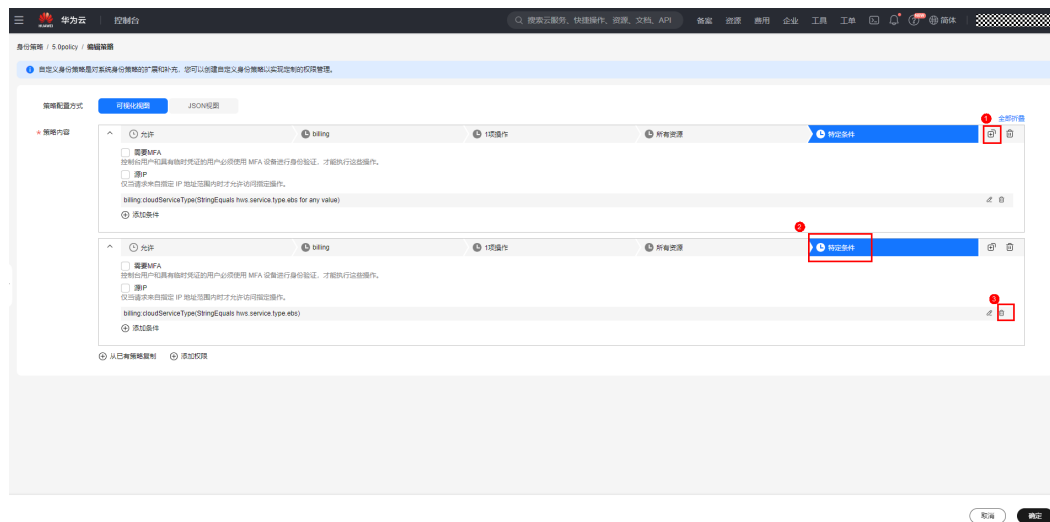 HUAWEI 华为云 控制台 搜索云服务、快捷操作、资源、文档、API 备案 资源 费用 企业 工具 工单 NEW 简体
身份策略 / 5.0policy / 编辑策略
自定义身份策略是对系统身份策略的扩展和补充，您可以创建自定义身份策略以实现定制的权限管理。
策略配置方式 可视化视图 JSON视图
1 全部折叠
* 策略内容 允许 billing 1项操作 所有资源 特定条件
需要MFA
控制台用户和具有临时凭证的用户必须使用 MFA 设备进行身份验证，才能执行这些操作。
源IP
仅当请求来自指定 IP 地址范围内时才允许访问指定操作。
billing:cloudServiceType(StringEquals hws.service.type.ebs for any value)
添加条件
2
允许 billing 1项操作 所有资源 特定条件
需要MFA
控制台用户和具有临时凭证的用户必须使用 MFA 设备进行身份验证，才能执行这些操作。
源IP
仅当请求来自指定 IP 地址范围内时才允许访问指定操作。
3
billing:cloudServiceType(StringEquals hws.service.type.ebs)
添加条件
从已有策略复制 添加权限
取消 确定